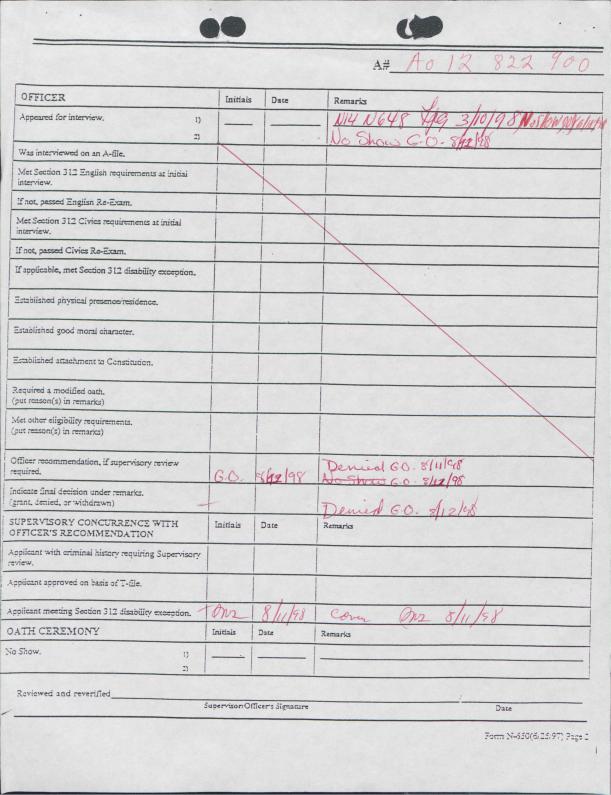 A# A0 12 822 900
OFFICER Initials Date Remarks
Appeared for interview. 1) N14 N648 3/10/98 No Show
2) No Show G.O. 8/12/98
Was interviewed on an A-file.
Met Section 312 English requirements at initial
interview.
If not, passed English Re-Exam.
Met Section 312 Civics requirements at initial
interview.
If not, passed Civics Re-Exam.
If applicable, met Section 312 disability exception.
Established physical presence/residence.
Established good moral character.
Established attachment to Constitution.
Required a modified oath.
(put reason(s) in remarks)
Met other eligibility requirements.
(put reason(s) in remarks)
Officer recommendation, if supervisory review
required. G.O. 8/12/98 Denied G.O. 8/11/98
No Show G.O. 8/12/98
Indicate final decision under remarks.
(grant, denied, or withdrawn) Denied G.O. 8/12/98
SUPERVISORY CONCURRENCE WITH
OFFICER'S RECOMMENDATION Initials Date Remarks
Applicant with criminal history requiring Supervisory
review.
Applicant approved on basis of T-file.
Applicant meeting Section 312 disability exception. 8/11/98 8/11/98
OATH CEREMONY Initials Date Remarks
No Show. 1)
2)
Reviewed and reverified
Supervisor/Officer's Signature Date
Form N-650(6/25/97) Page 2